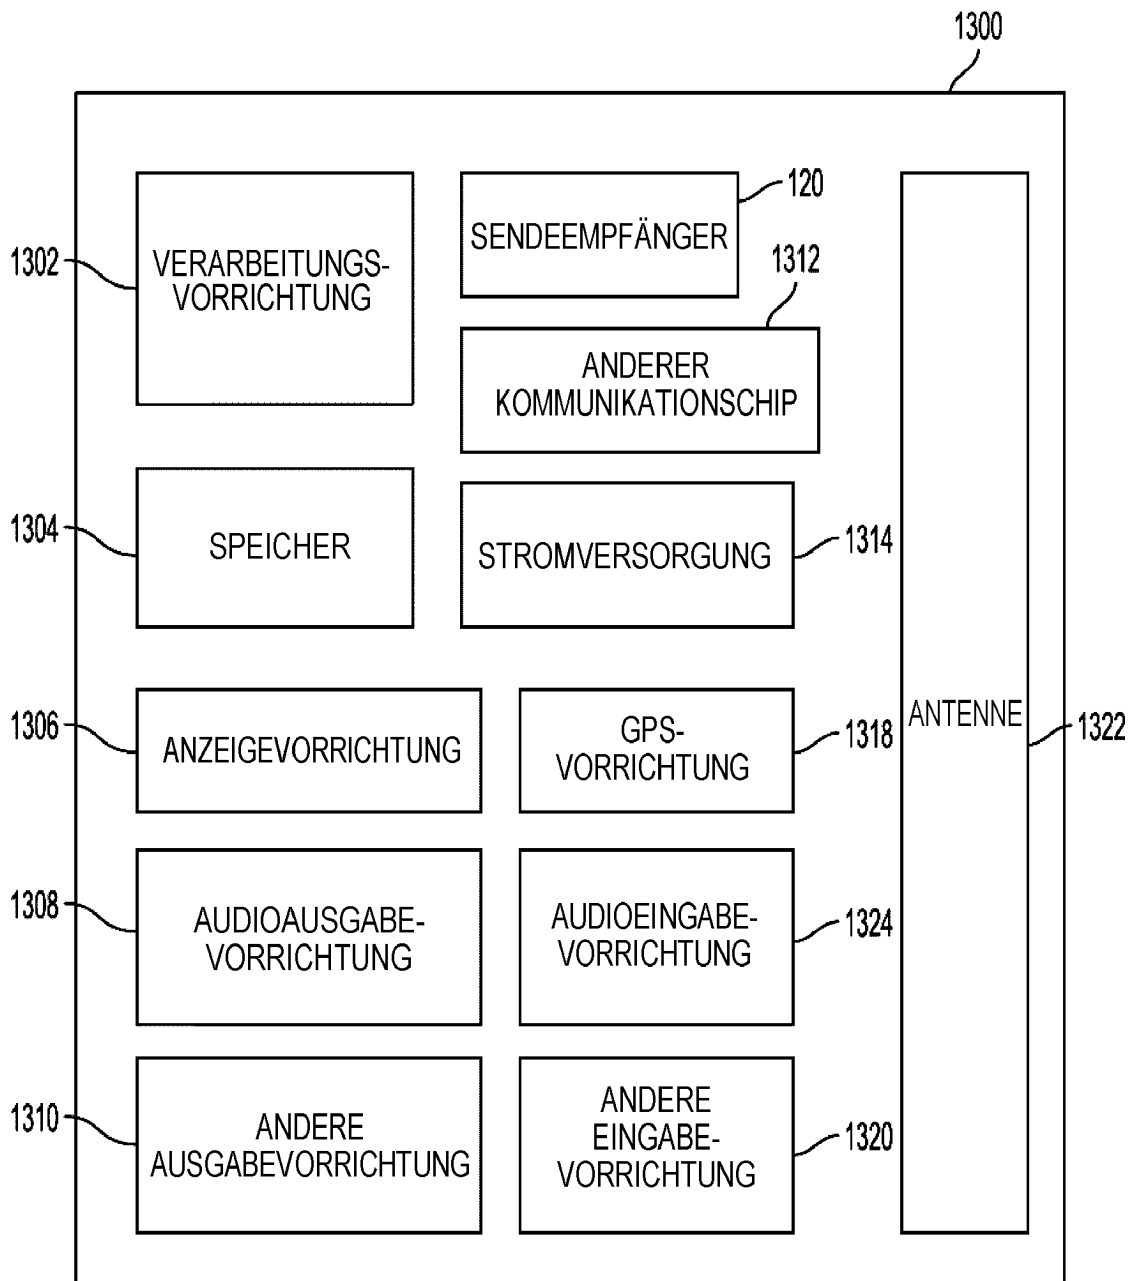 1300
120
1302
VERARBEITUNGS-
VORRICHTUNG
SENDEEMPFÄNGER
1312
ANDERER
KOMMUNIKATIONSCHIP
1304
SPEICHER
STROMVERSORGUNG
1314
1306
ANZEIGEVORRICHTUNG
GPS-
VORRICHTUNG
1318
ANTENNE
1322
1308
AUDIOAUSGABE-
VORRICHTUNG
AUDIOEINGABE-
VORRICHTUNG
1324
1310
ANDERE
AUSGABEVORRICHTUNG
ANDERE
EINGABE-
VORRICHTUNG
1320